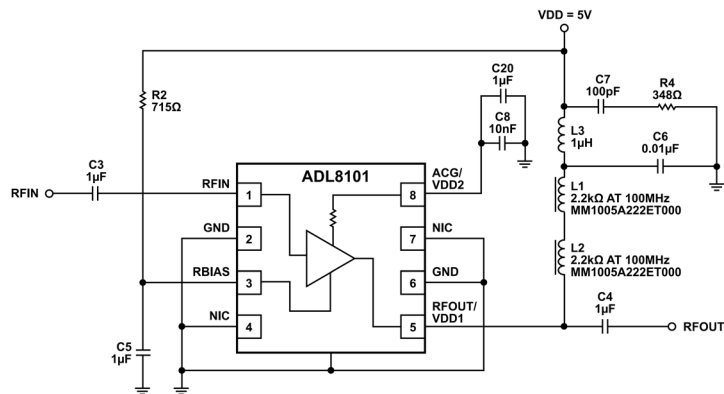 VDD = 5V
C20
1µF
C7
100pF
R4
348Ω
R2
715Ω
C8
10nF
L3
1µH
C6
0.01µF
C3
1µF
RFIN
ADL8101
RFIN
1
GND
2
RBIAS
3
NIC
4
ACG/
VDD2
8
NIC
7
GND
6
RFOUT/
VDD1
5
L1
2.2kΩ AT 100MHz
MM1005A222ET000
L2
2.2kΩ AT 100MHz
MM1005A222ET000
C4
1µF
RFOUT
C5
1µF